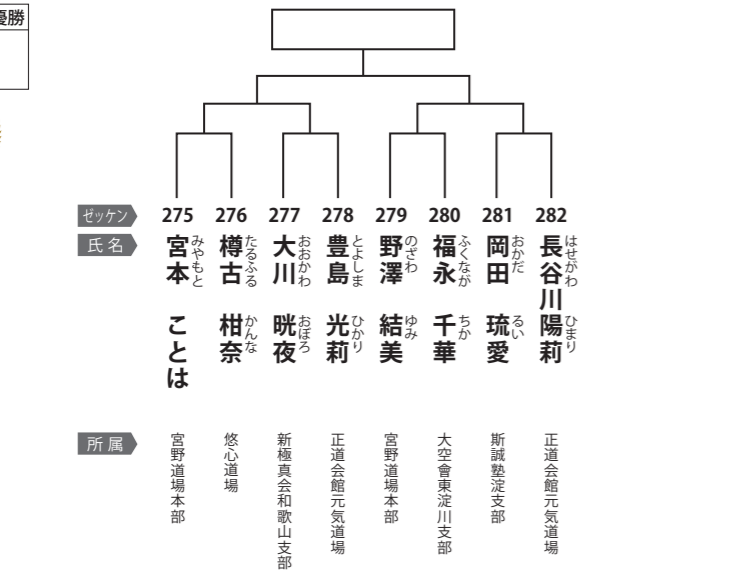 優勝
ゼッケン 275 276 277 278 279 280 281 282
氏名
宮本 ことは
みやもと
樽古 柑奈
たるふる かんな
大川 晄夜
おおかわ おぼろ
豊島 光莉
とよしま ひかり
野澤 結美
のざわ ゆみ
福永 千華
ふくなが ちか
岡田 琉愛
おかだ るい
長谷川 陽莉
はせがわ ひまり
所属
宮野道場本部
悠心道場
新極真会和歌山支部
正道会館元気道場
宮野道場本部
大空會東淀川支部
斯誠塾淀支部
正道会館元気道場